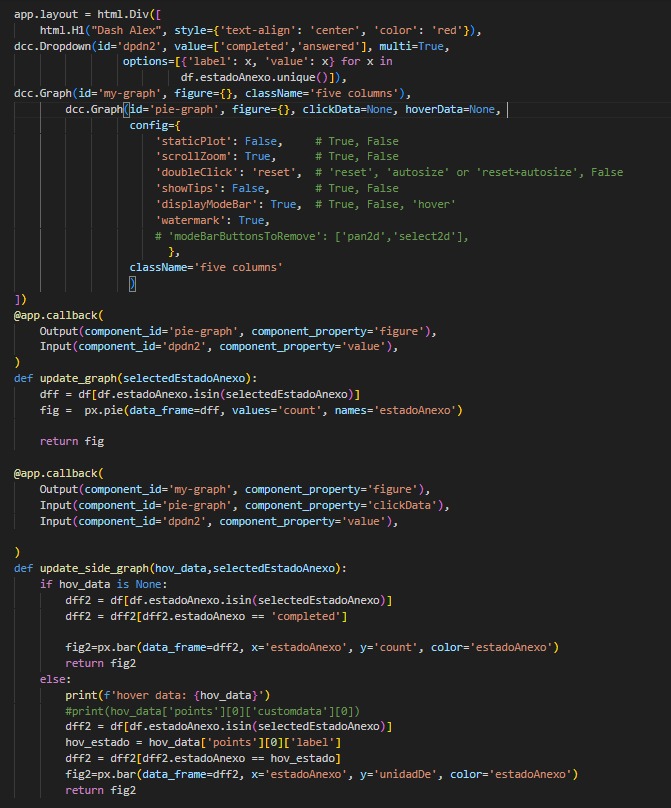 app.layout = html.Div([
    html.H1("Dash Alex", style={'text-align': 'center', 'color': 'red'}),
dcc.Dropdown(id='dpdn2', value=['completed','answered'], multi=True,
                 options=[{'label': x, 'value': x} for x in
                          df.estadoAnexo.unique()]),
dcc.Graph(id='my-graph', figure={}, className='five columns'),
        dcc.Graph(id='pie-graph', figure={}, clickData=None, hoverData=None,
                  config={
                      'staticPlot': False,     # True, False
                      'scrollZoom': True,      # True, False
                      'doubleClick': 'reset',  # 'reset', 'autosize' or 'reset+autosize', False
                      'showTips': False,       # True, False
                      'displayModeBar': True,  # True, False, 'hover'
                      'watermark': True,
                      # 'modeBarButtonsToRemove': ['pan2d','select2d'],
                        },
                  className='five columns'
                  )
])
@app.callback(
    Output(component_id='pie-graph', component_property='figure'),
    Input(component_id='dpdn2', component_property='value'),
)
def update_graph(selectedEstadoAnexo):
    dff = df[df.estadoAnexo.isin(selectedEstadoAnexo)]
    fig =  px.pie(data_frame=dff, values='count', names='estadoAnexo')
    return fig
@app.callback(
    Output(component_id='my-graph', component_property='figure'),
    Input(component_id='pie-graph', component_property='clickData'),
    Input(component_id='dpdn2', component_property='value'),
)
def update_side_graph(hov_data,selectedEstadoAnexo):
    if hov_data is None:
        dff2 = df[df.estadoAnexo.isin(selectedEstadoAnexo)]
        dff2 = dff2[dff2.estadoAnexo == 'completed']
        fig2=px.bar(data_frame=dff2, x='estadoAnexo', y='count', color='estadoAnexo')
        return fig2
    else:
        print(f'hover data: {hov_data}')
        #print(hov_data['points'][0]['customdata'][0])
        dff2 = df[df.estadoAnexo.isin(selectedEstadoAnexo)]
        hov_estado = hov_data['points'][0]['label']
        dff2 = dff2[dff2.estadoAnexo == hov_estado]
        fig2=px.bar(data_frame=dff2, x='estadoAnexo', y='unidadDe', color='estadoAnexo')
        return fig2